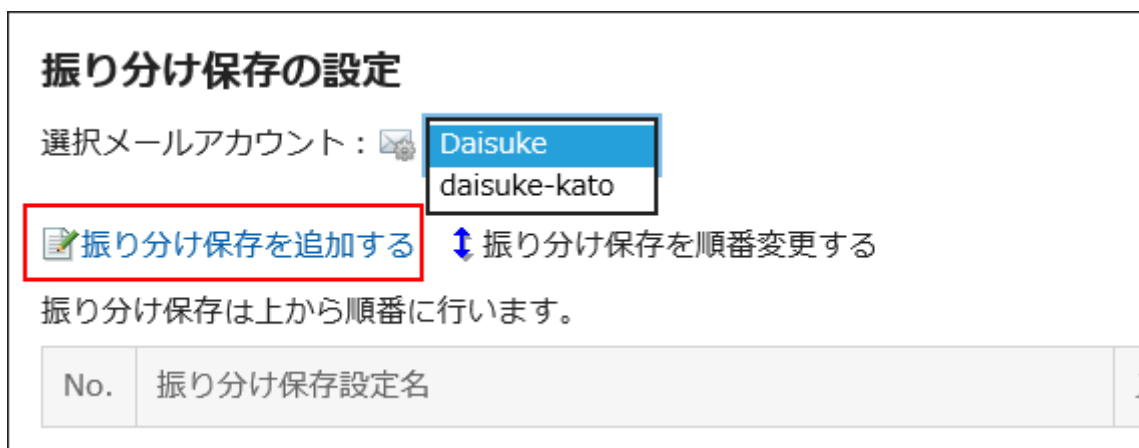 振り分け保存の設定
選択メールアカウント： Daisuke
daisuke-kato
振り分け保存を追加する 振り分け保存を順番変更する
振り分け保存は上から順番に行います。
No. 振り分け保存設定名